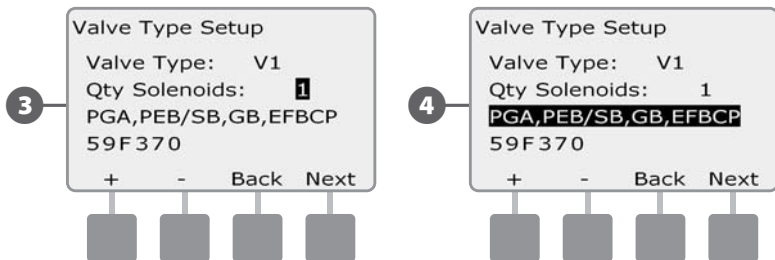 3
Valve Type Setup
Valve Type: V1
Qty Solenoids: 1
PGA,PEB/SB,GB,EFBCP
59F370
+ - Back Next
4
Valve Type Setup
Valve Type: V1
Qty Solenoids: 1
PGA,PEB/SB,GB,EFBCP
59F370
+ - Back Next